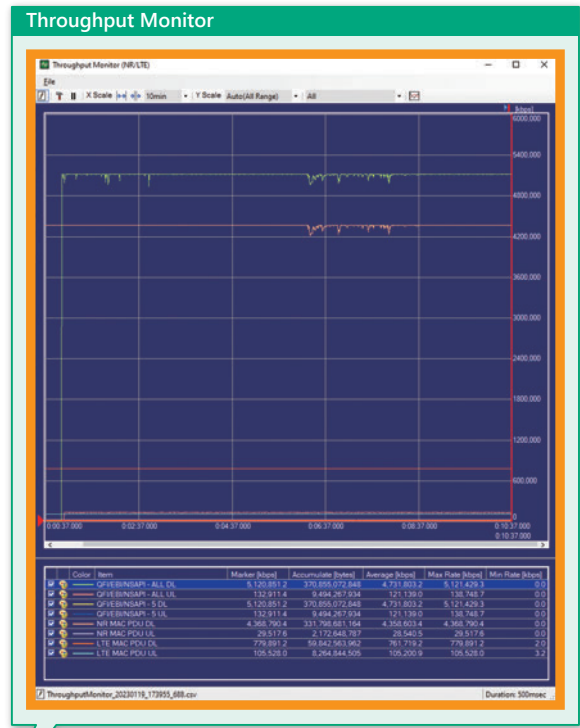 Throughput Monitor
Throughput Monitor (NR/LTE)
File
X Scale 10min Y Scale Auto(All Range) All
[kbps]
6000.000
5400.000
4800.000
4200.000
3600.000
3000.000
2400.000
1800.000
1200.000
600.000
0
0:00:37.000 0:02:37.000 0:04:37.000 0:06:37.000 0:08:37.000 0:10:37.000
0:10:37.000
Color Item Marker [kbps] Accumulate [bytes] Average [kbps] Max Rate [kbps] Min Rate [kbps]
QFI/EBI/NSAPI - ALL DL 5,120,851.2 370,855,072,848 4,731,803.2 5,121,429.3 0.0
QFI/EBI/NSAPI - ALL UL 132,911.4 9,494,267,934 121,139.0 138,748.7 0.0
QFI/EBI/NSAPI - 5 DL 5,120,851.2 370,855,072,848 4,731,803.2 5,121,429.3 0.0
QFI/EBI/NSAPI - 5 UL 132,911.4 9,494,267,934 121,139.0 138,748.7 0.0
NR MAC PDU DL 4,368,790.4 331,798,681,164 4,358,603.4 4,368,790.4 0.0
NR MAC PDU UL 29,517.6 2,172,648,787 28,540.5 29,517.6 0.0
LTE MAC PDU DL 779,891.2 59,842,563,962 761,719.2 779,891.2 2.0
LTE MAC PDU UL 105,528.0 8,264,844,505 105,200.9 105,528.0 3.2
ThroughputMonitor_20230119_173955_688.csv Duration: 500msec